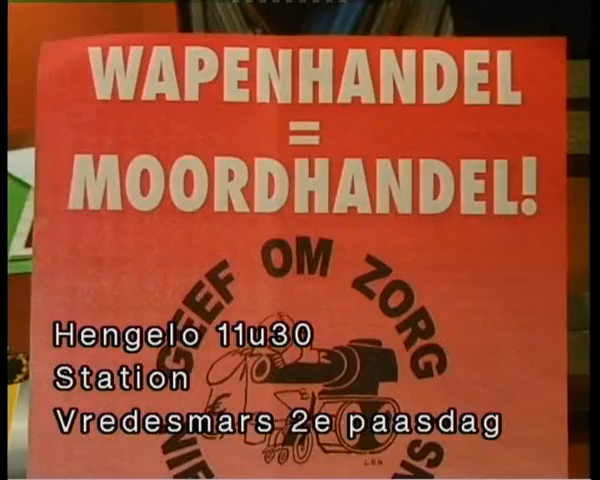 WAPENHANDEL
=
MOORDHANDEL!
GEEF OM ZORG
Hengelo 11u30
Station
Vredesmars 2e paasdag